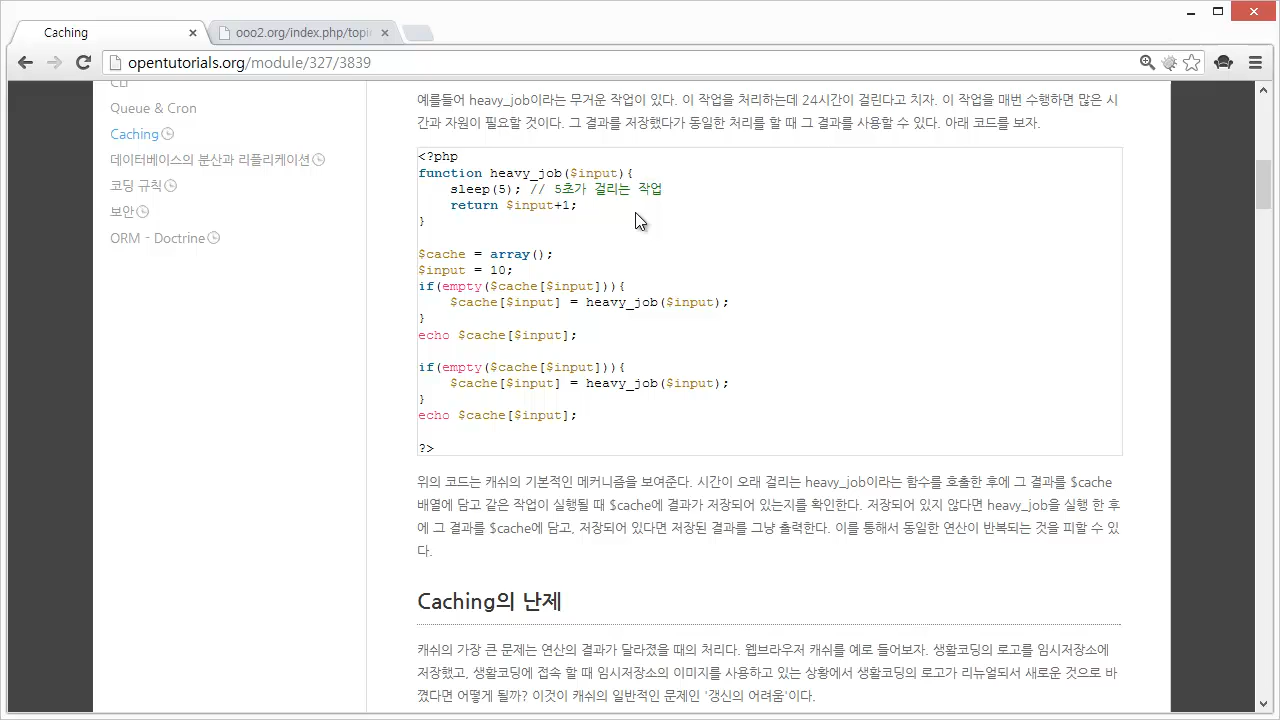 Caching
ooo2.org/index.php/topi
opentutorials.org/module/327/3839
Queue & Cron
Caching
데이터베이스의 분산과 리플리케이션
코딩 규칙
보안
ORM - Doctrine
예를들어 heavy_job이라는 무거운 작업이 있다. 이 작업을 처리하는데 24시간이 걸린다고 치자. 이 작업을 매번 수행하면 많은 시
간과 자원이 필요할 것이다. 그 결과를 저장했다가 동일한 처리를 할 때 그 결과를 사용할 수 있다. 아래 코드를 보자.
<?php
function heavy_job($input){
    sleep(5); // 5초가 걸리는 작업
    return $input+1;
}
$cache = array();
$input = 10;
if(empty($cache[$input])){
    $cache[$input] = heavy_job($input);
}
echo $cache[$input];
if(empty($cache[$input])){
    $cache[$input] = heavy_job($input);
}
echo $cache[$input];
?>
위의 코드는 캐쉬의 기본적인 메커니즘을 보여준다. 시간이 오래 걸리는 heavy_job이라는 함수를 호출한 후에 그 결과를 $cache
배열에 담고 같은 작업이 실행될 때 $cache에 결과가 저장되어 있는지를 확인한다. 저장되어 있지 않다면 heavy_job을 실행 한 후
에 그 결과를 $cache에 담고, 저장되어 있다면 저장된 결과를 그냥 출력한다. 이를 통해서 동일한 연산이 반복되는 것을 피할 수 있
다.
Caching의 난제
캐쉬의 가장 큰 문제는 연산의 결과가 달라졌을 때의 처리다. 웹브라우저 캐쉬를 예로 들어보자. 생활코딩의 로고를 임시저장소에
저장했고, 생활코딩에 접속 할 때 임시저장소의 이미지를 사용하고 있는 상황에서 생활코딩의 로고가 리뉴얼되서 새로운 것으로 바
꼈다면 어떻게 될까? 이것이 캐쉬의 일반적인 문제인 '갱신의 어려움'이다.